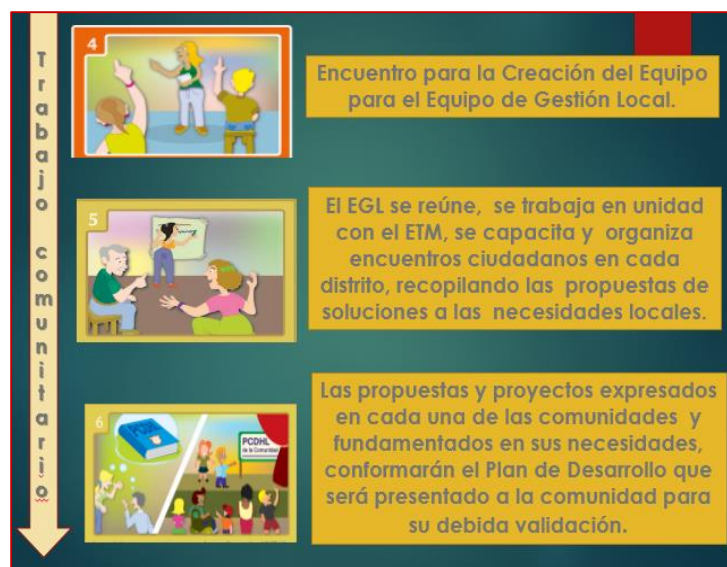 Trabajo comunitario
4
Encuentro para la Creación del Equipo
para el Equipo de Gestión Local.
5
El EGL se reúne, se trabaja en unidad
con el ETM, se capacita y organiza
encuentros ciudadanos en cada
distrito, recopilando las propuestas de
soluciones a las necesidades locales.
6
PCDHL
de la Comunidad
Las propuestas y proyectos expresados
en cada una de las comunidades y
fundamentados en sus necesidades,
conformarán el Plan de Desarrollo que
será presentado a la comunidad para
su debida validación.